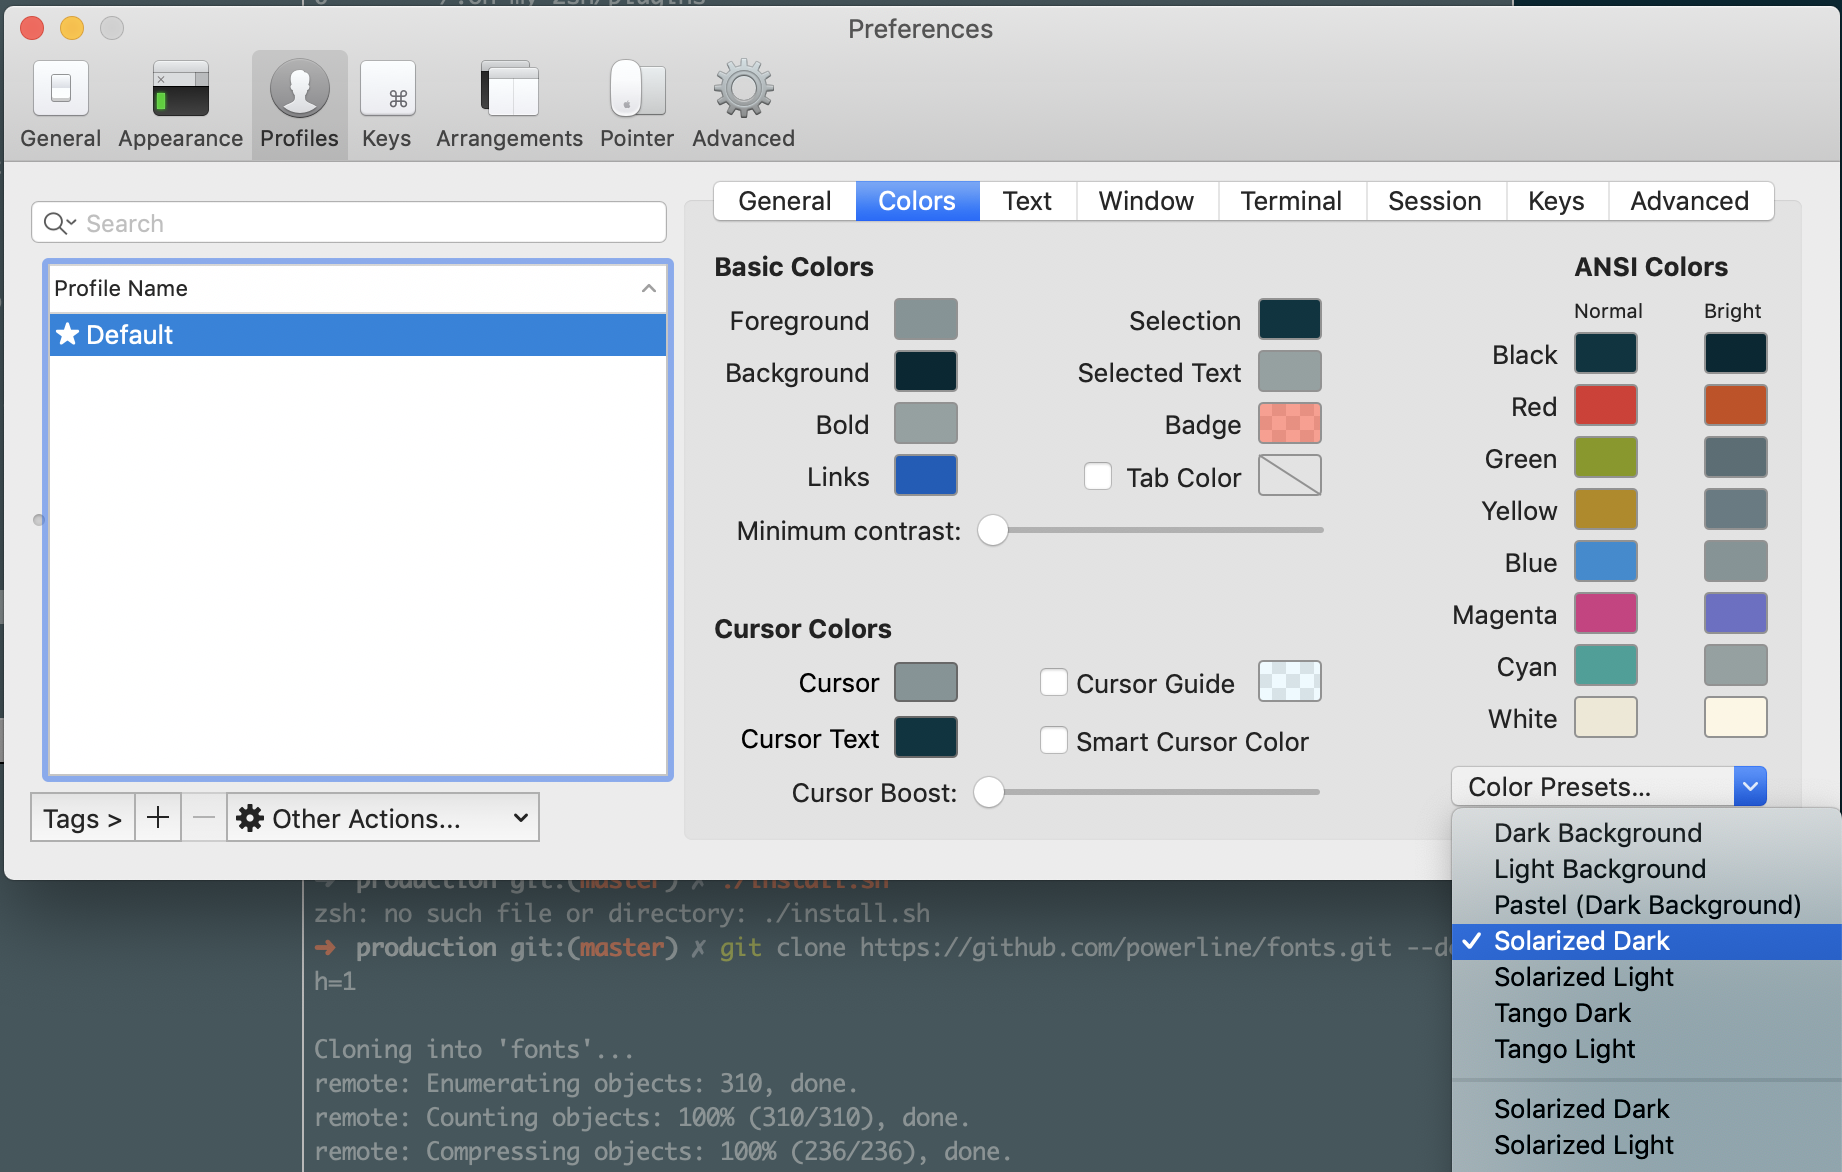 Preferences
General Appearance Profiles Keys Arrangements Pointer Advanced
Search
Profile Name
Default
Tags >
Other Actions...
General Colors Text Window Terminal Session Keys Advanced
Basic Colors
Foreground
Background
Bold
Links
Selection
Selected Text
Badge
Tab Color
Minimum contrast:
Cursor Colors
Cursor
Cursor Text
Cursor Guide
Smart Cursor Color
Cursor Boost:
ANSI Colors
Normal Bright
Black
Red
Green
Yellow
Blue
Magenta
Cyan
White
Color Presets...
Dark Background
Light Background
Pastel (Dark Background)
✓ Solarized Dark
Solarized Light
Tango Dark
Tango Light
Solarized Dark
Solarized Light
➜ production git:(master) ✗ ./install.sh
zsh: no such file or directory: ./install.sh
➜ production git:(master) ✗ git clone https://github.com/powerline/fonts.git
h=1
Cloning into 'fonts'...
remote: Enumerating objects: 310, done.
remote: Counting objects: 100% (310/310), done.
remote: Compressing objects: 100% (236/236), done.